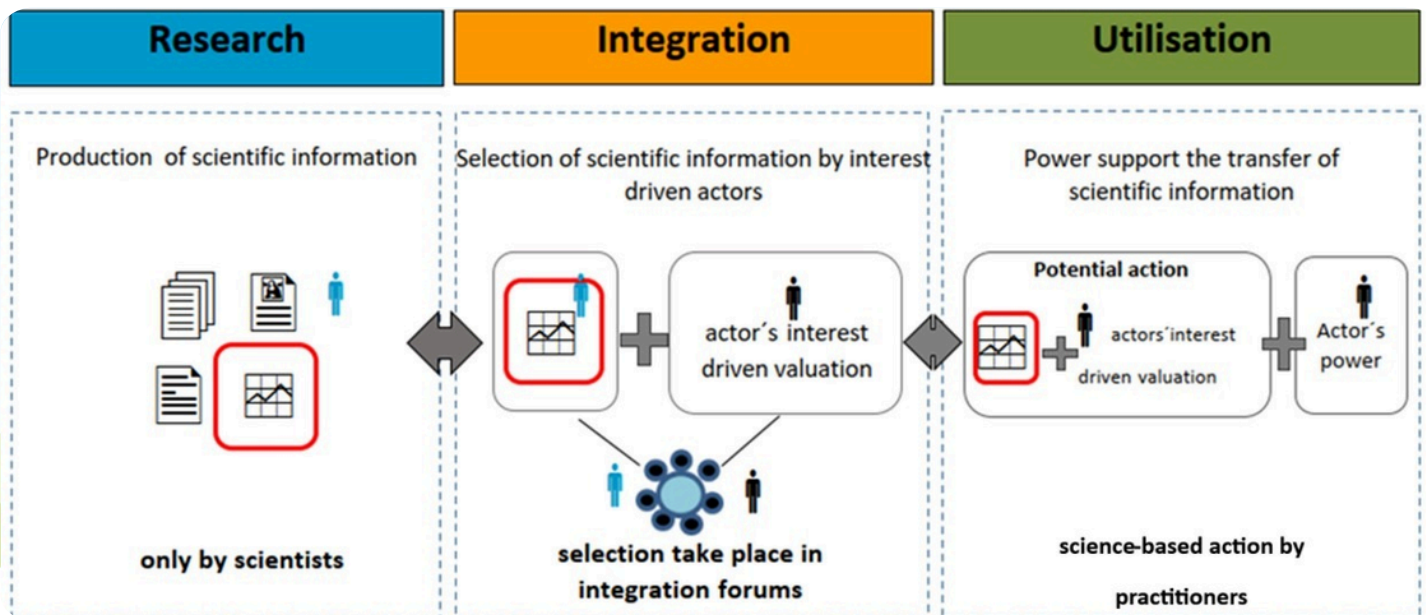 Research
Integration
Utilisation
Production of scientific information
Selection of scientific information by interest
driven actors
Power support the transfer of
scientific information
actor´s interest
driven valuation
Potential action
actors´interest
driven valuation
Actor´s
power
only by scientists
selection take place in
integration forums
science-based action by
practitioners